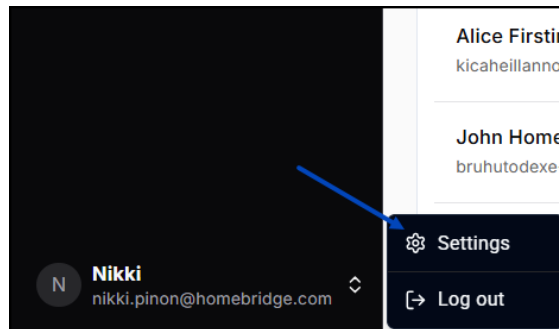 Alice Firstin
kicaheillanno
John Home
bruhutodexe
Settings
N
Nikki
nikki.pinon@homebridge.com
Log out